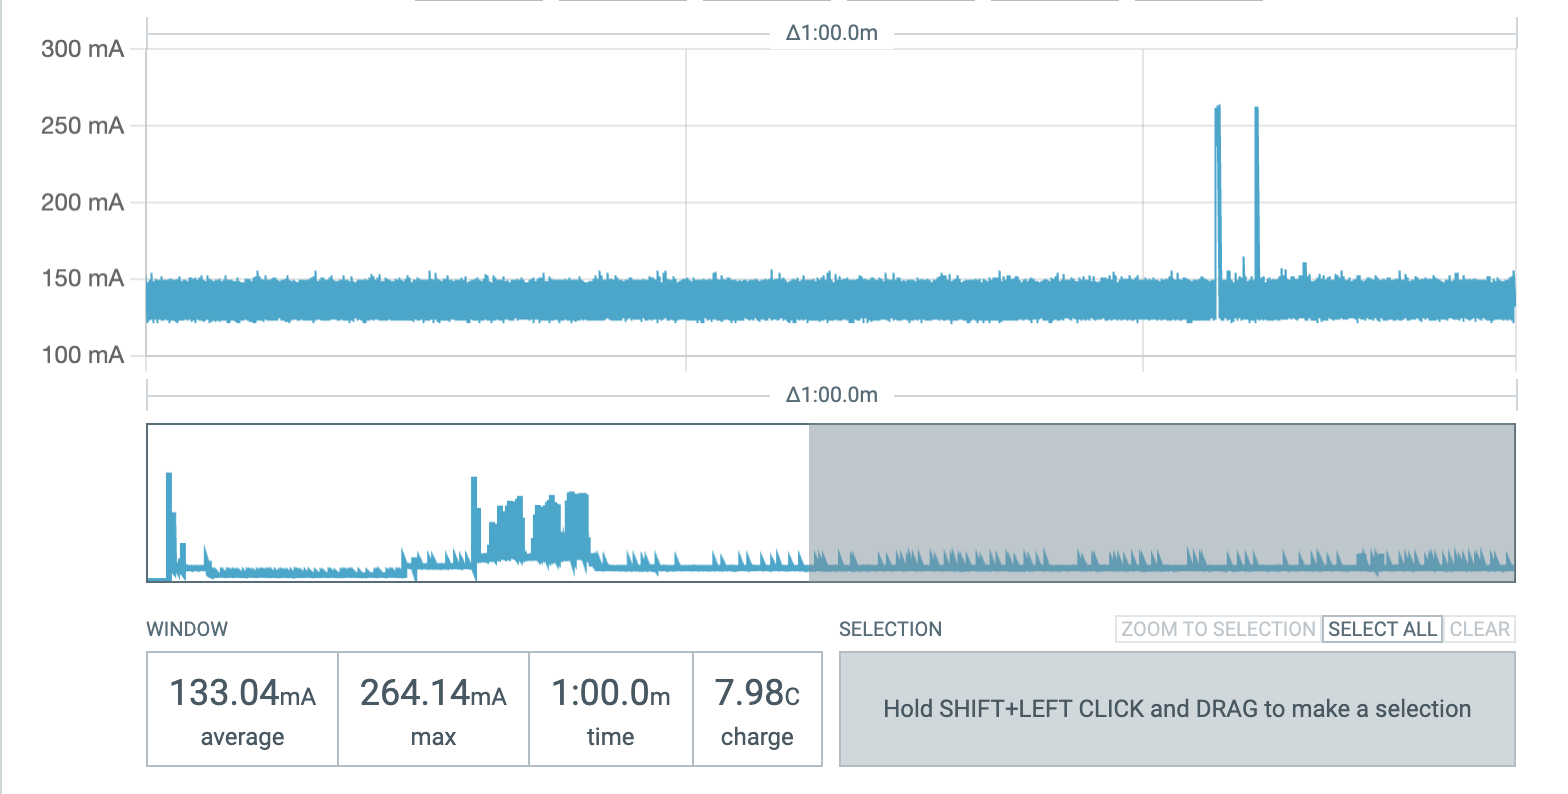 Δ1:00.0m
300 mA
250 mA
200 mA
150 mA
100 mA
Δ1:00.0m
WINDOW
SELECTION
ZOOM TO SELECTION SELECT ALL CLEAR
133.04mA 264.14mA 1:00.0m 7.98C
average max time charge
Hold SHIFT+LEFT CLICK and DRAG to make a selection